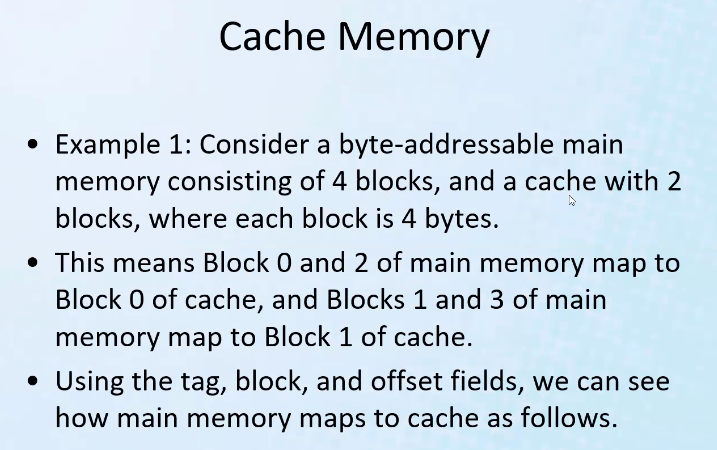 Cache Memory
• Example 1: Consider a byte-addressable main
memory consisting of 4 blocks, and a cache with 2
blocks, where each block is 4 bytes.
• This means Block 0 and 2 of main memory map to
Block 0 of cache, and Blocks 1 and 3 of main
memory map to Block 1 of cache.
• Using the tag, block, and offset fields, we can see
how main memory maps to cache as follows.